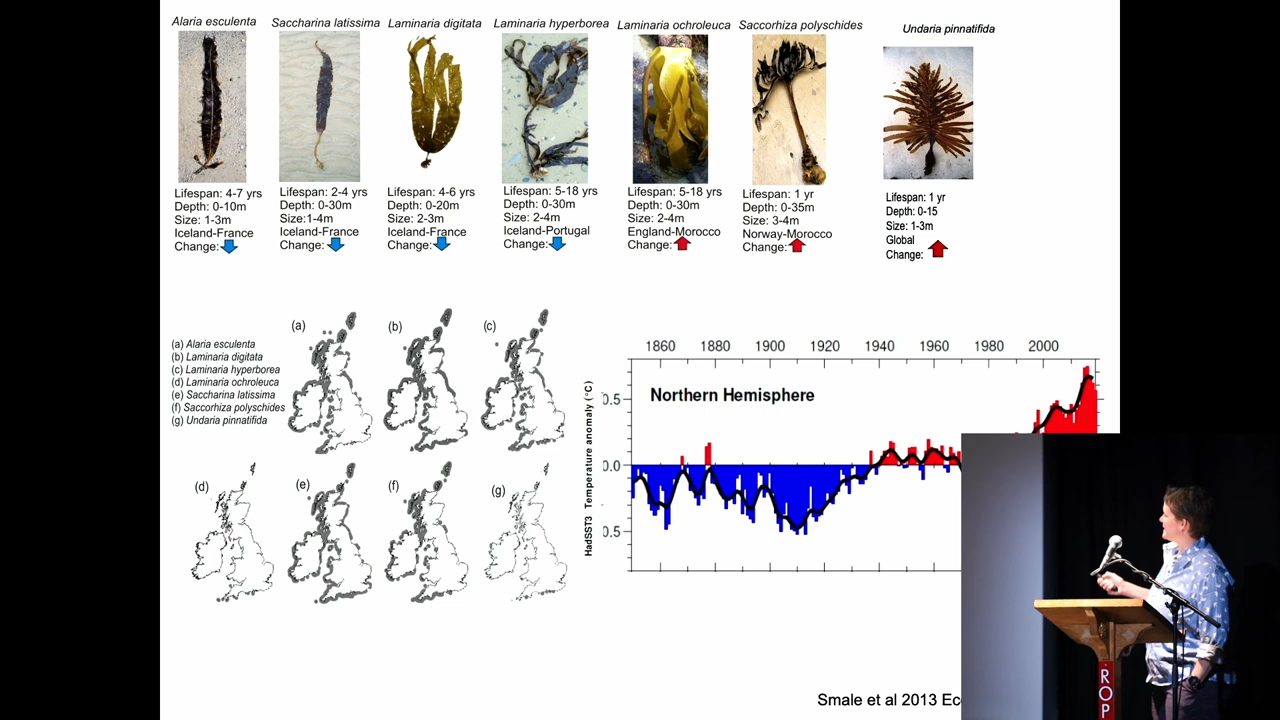 Alaria esculenta
Saccharina latissima
Laminaria digitata
Laminaria hyperborea
Laminaria ochroleuca
Saccorhiza polyschides
Undaria pinnatifida
Lifespan: 4-7 yrs
Depth: 0-10m
Size: 1-3m
Iceland-France
Change:
Lifespan: 2-4 yrs
Depth: 0-30m
Size:1-4m
Iceland-France
Change:
Lifespan: 4-6 yrs
Depth: 0-20m
Size: 2-3m
Iceland-France
Change:
Lifespan: 5-18 yrs
Depth: 0-30m
Size: 2-4m
Iceland-Portugal
Change:
Lifespan: 5-18 yrs
Depth: 0-30m
Size: 2-4m
England-Morocco
Change:
Lifespan: 1 yr
Depth: 0-35m
Size: 3-4m
Norway-Morocco
Change:
Lifespan: 1 yr
Depth: 0-15
Size: 1-3m
Global
Change:
(a) Alaria esculenta
(b) Laminaria digitata
(c) Laminaria hyperborea
(d) Laminaria ochroleuca
(e) Saccharina latissima
(f) Saccorhiza polyschides
(g) Undaria pinnatifida
(a)
(b)
(c)
(d)
(e)
(f)
(g)
1860 1880 1900 1920 1940 1960 1980 2000
Northern Hemisphere
HadSST3 Temperature anomaly (°C)
0.5
0.0
0.5
Smale et al 2013 Ec
ROP